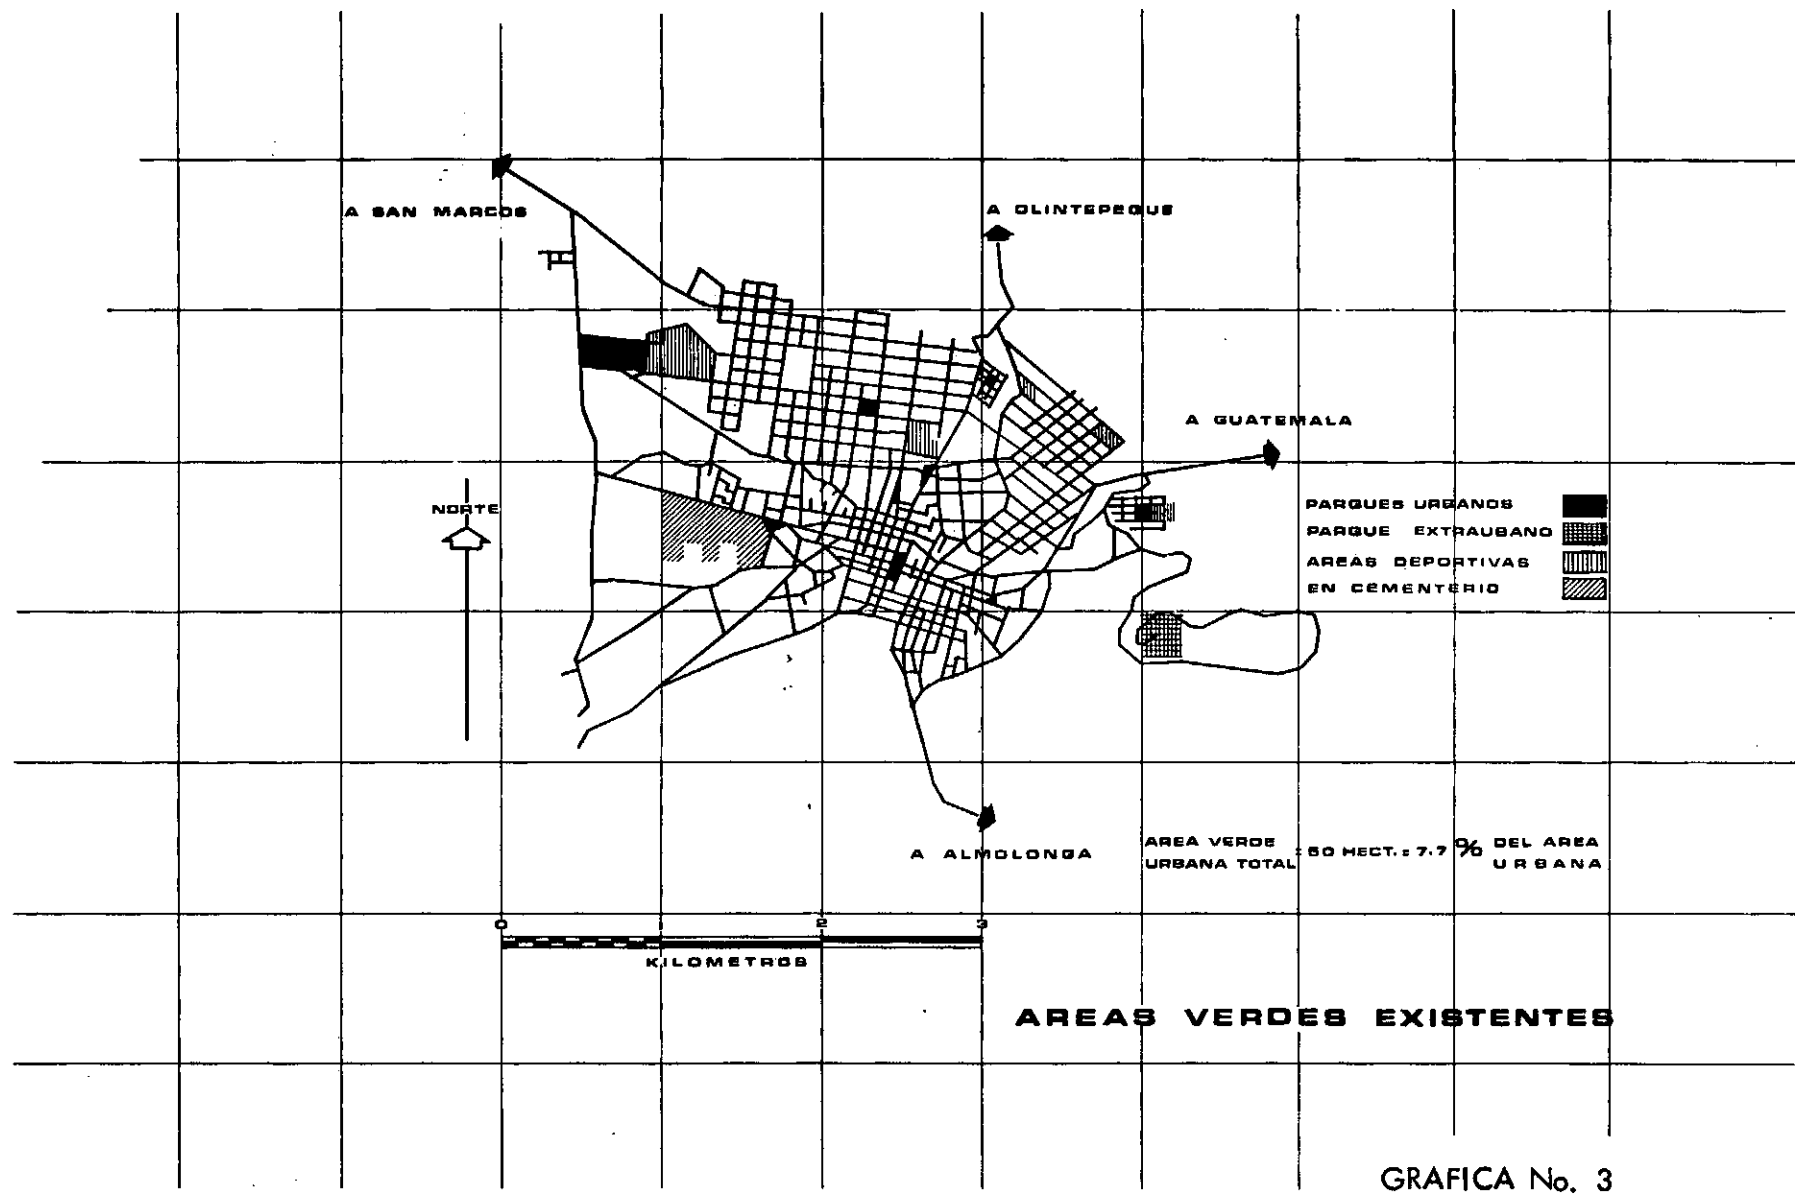 A SAN MARCOS
A OLINTEPEQUE
A GUATEMALA
NORTE
PARQUES URBANOS
PARQUE EXTRAUBANO
AREAS DEPORTIVAS
EN CEMENTERIO
A ALMOLONGA
AREA VERDE
URBANA TOTAL : 50 HECT. = 7.7 % DEL AREA
URBANA
0 2 3
KILOMETROS
AREAS VERDES EXISTENTES
GRAFICA No. 3